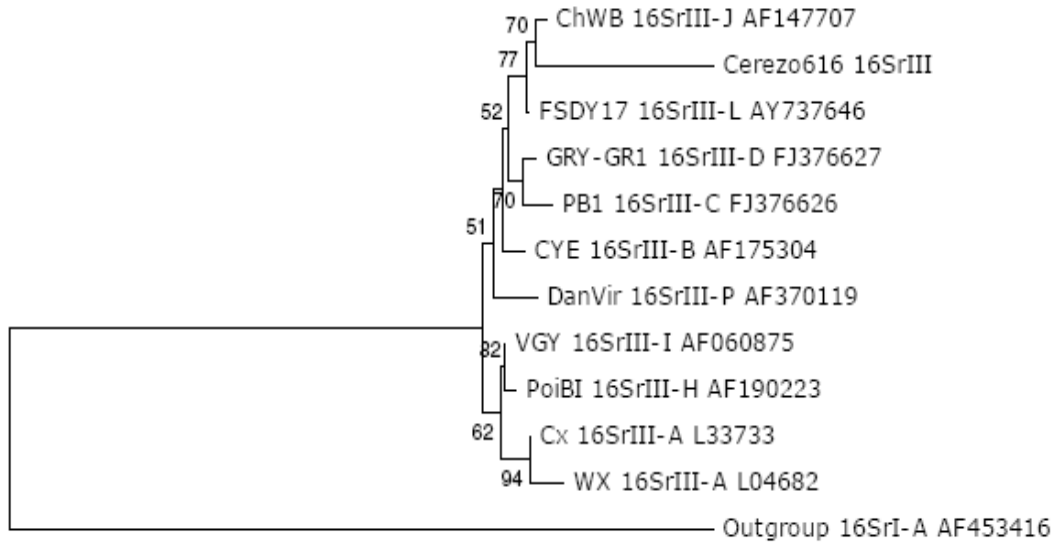 70 ChWB 16SrIII-J AF147707
Cerezo616 16SrIII
77
FSDY17 16SrIII-L AY737646
52
GRY-GR1 16SrIII-D FJ376627
70
PB1 16SrIII-C FJ376626
51
CYE 16SrIII-B AF175304
DanVir 16SrIII-P AF370119
82 VGY 16SrIII-I AF060875
PoiBI 16SrIII-H AF190223
62
Cx 16SrIII-A L33733
94 WX 16SrIII-A L04682
Outgroup 16SrI-A AF453416